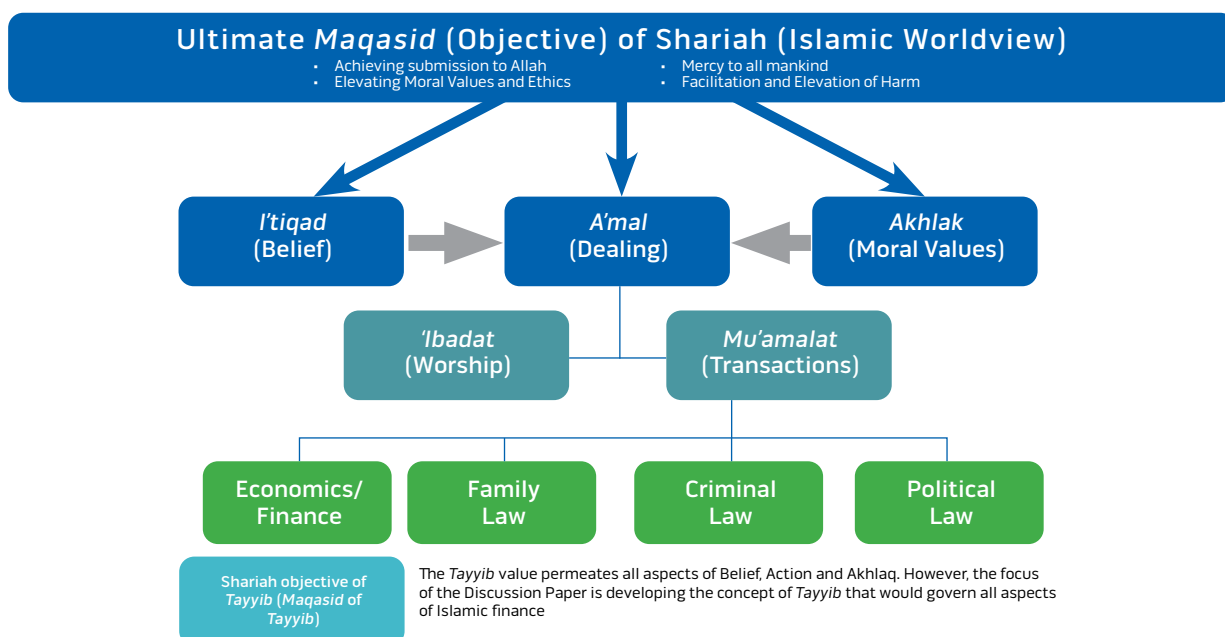 Ultimate Maqasid (Objective) of Shariah (Islamic Worldview)
• Achieving submission to Allah
• Elevating Moral Values and Ethics
• Mercy to all mankind
• Facilitation and Elevation of Harm
I'tiqad
(Belief)
A'mal
(Dealing)
Akhlak
(Moral Values)
'Ibadat
(Worship)
Mu'amalat
(Transactions)
Economics/
Finance
Family
Law
Criminal
Law
Political
Law
Shariah objective of
Tayyib (Maqasid of
Tayyib)
The Tayyib value permeates all aspects of Belief, Action and Akhlaq. However, the focus
of the Discussion Paper is developing the concept of Tayyib that would govern all aspects
of Islamic finance